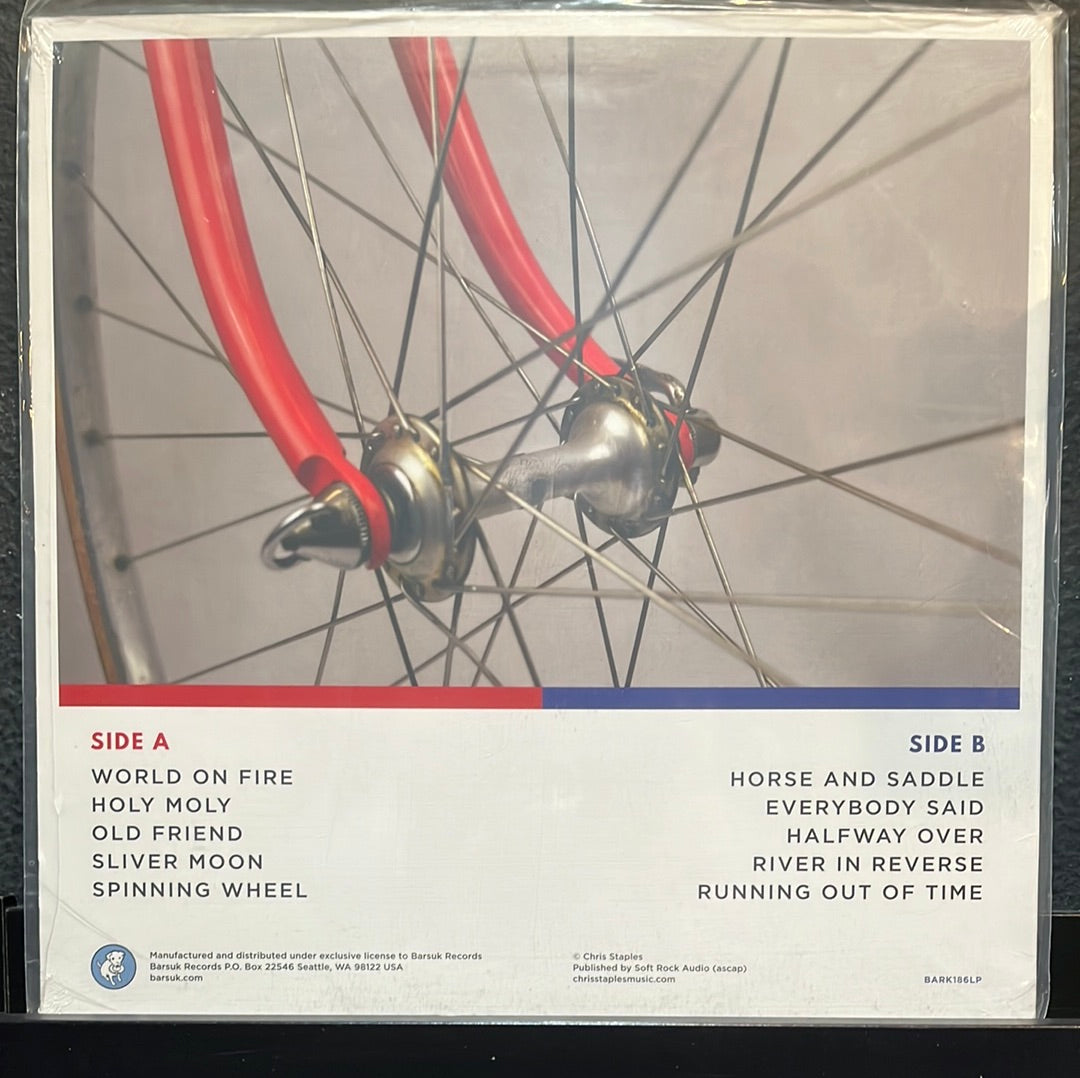 SIDE A
WORLD ON FIRE
HOLY MOLY
OLD FRIEND
SLIVER MOON
SPINNING WHEEL
SIDE B
HORSE AND SADDLE
EVERYBODY SAID
HALFWAY OVER
RIVER IN REVERSE
RUNNING OUT OF TIME
Manufactured and distributed under exclusive license to Barsuk Records
Barsuk Records P.O. Box 22546 Seattle, WA 98122 USA
barsuk.com
© Chris Staples
Published by Soft Rock Audio (ascap)
chrisstaplesmusic.com
BARK186LP